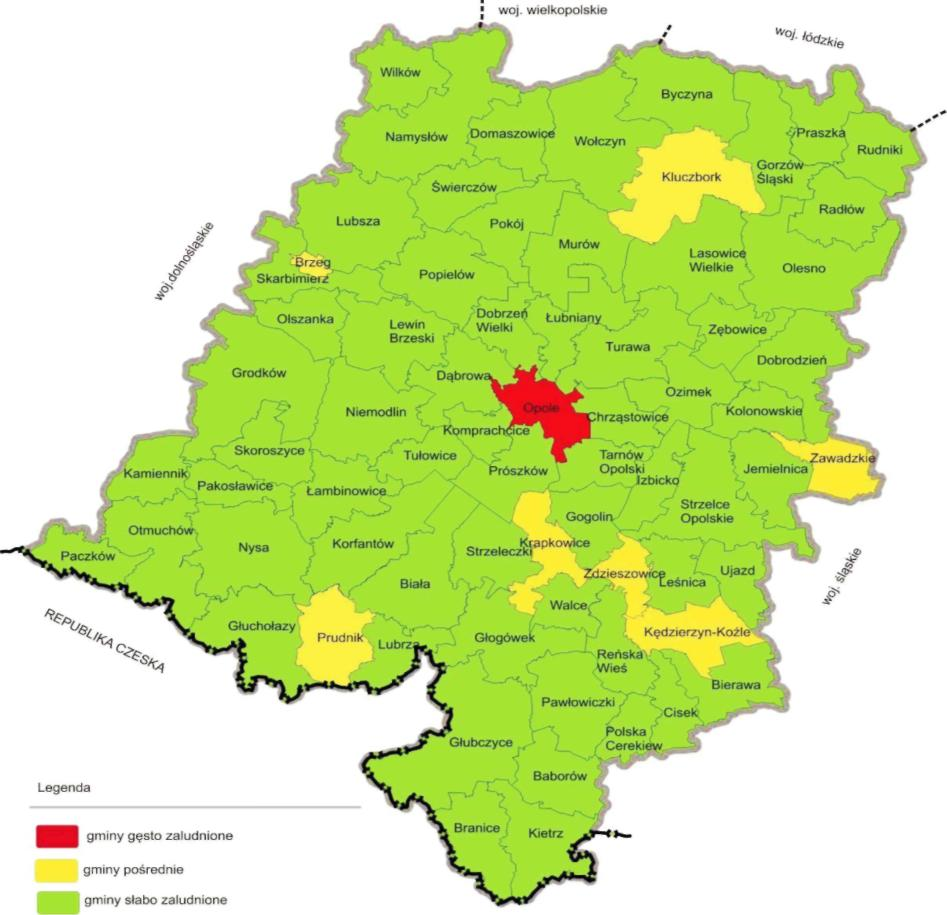 woj. wielkopolskie
woj. łódzkie
Wilków
Byczyna
Namysłów
Domaszowice
Wołczyn
Praszka
Rudniki
Kluczbork
Gorzów
Śląski
Świerczów
Radłów
Lubsza
Pokój
Murów
Lasowice
Wielkie
Olesno
woj.dolnośląskie
Brzeg
Skarbimierz
Popielów
Olszanka
Lewin
Brzeski
Dobrzeń
Wielki
Łubniany
Zębowice
Turawa
Dobrodzień
Grodków
Dąbrowa
Ozimek
Niemodlin
Opole
Chrząstowice
Kolonowskie
Komprachcice
Skoroszyce
Tułowice
Tarnów
Opolski
Zawadzkie
Kamiennik
Prószków
Jemielnica
Izbicko
Pakosławice
Łambinowice
Strzelce
Opolskie
Otmuchów
Gogolin
Nysa
Korfantów
Krapkowice
Strzeleczki
Paczków
Zdzieszowice
Ujazd
Leśnica
woj. śląskie
Biała
Walce
REPUBLIKA CZESKA
Głuchołazy
Prudnik
Lubrza
Głogówek
Kędzierzyn-Koźle
Reńska
Wieś
Bierawa
Pawłowiczki
Cisek
Polska
Cerekiew
Głubczyce
Baborów
Branice
Kietrz
Legenda
gminy gęsto zaludnione
gminy pośrednie
gminy słabo zaludnione